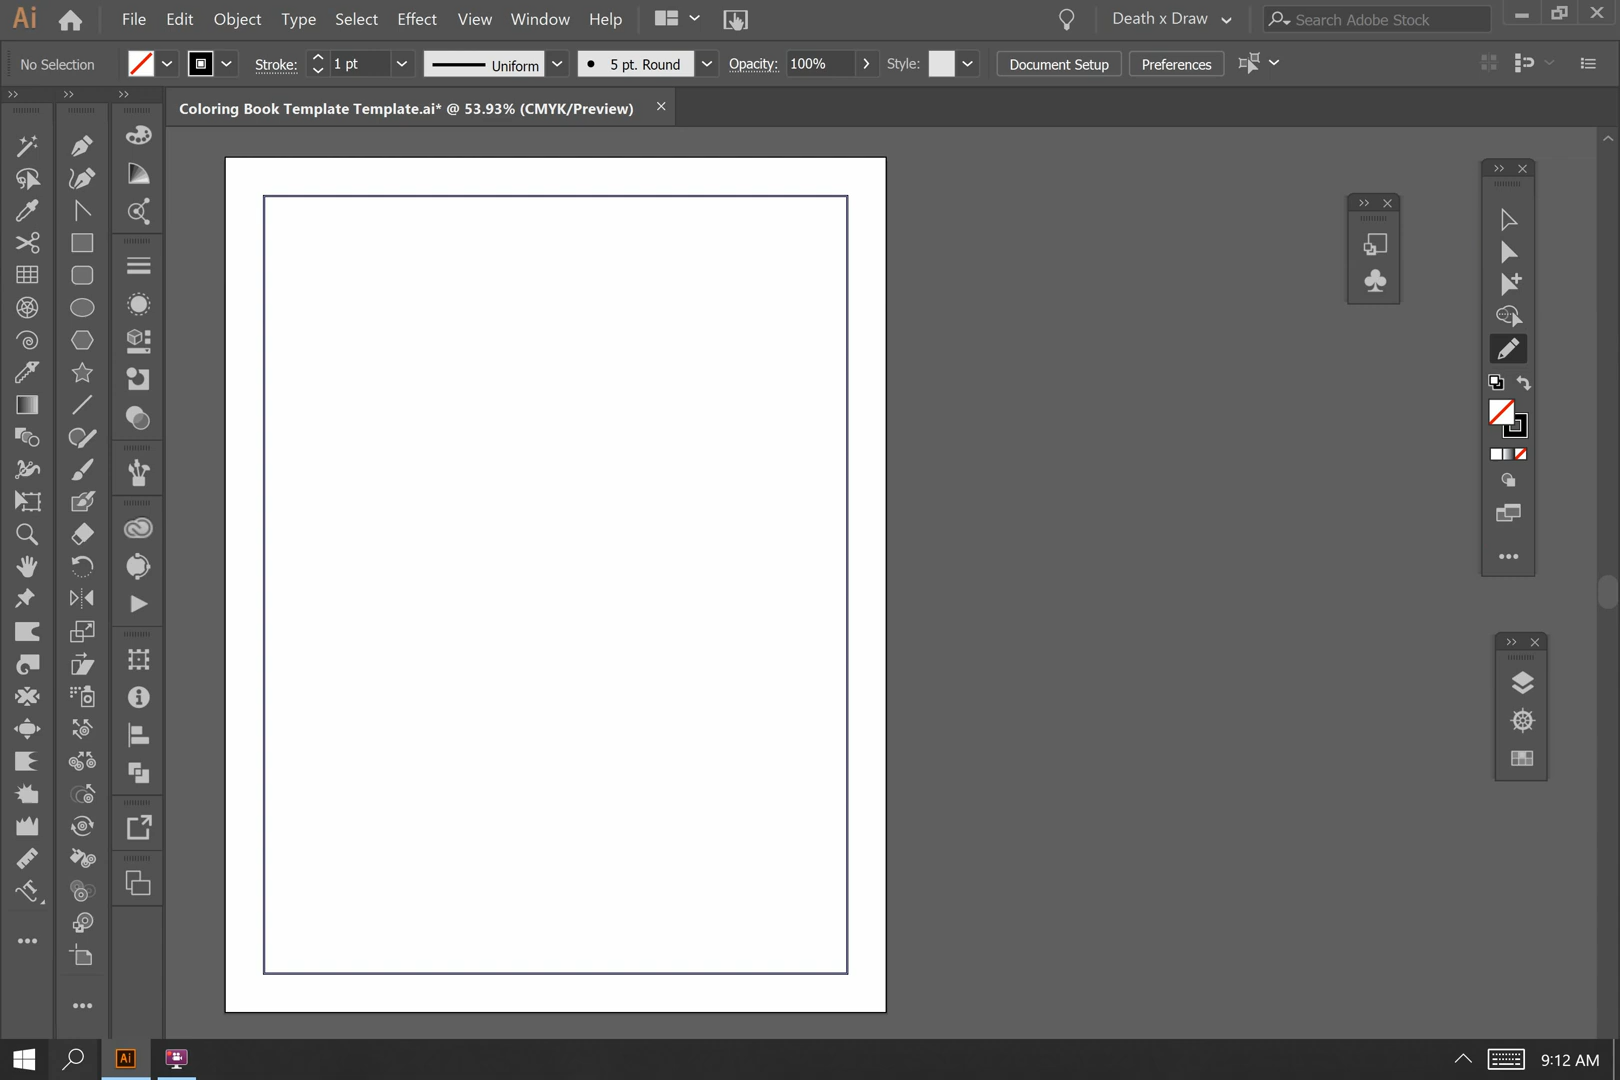 Ai File Edit Object Type Select Effect View Window Help Death x Draw Search Adobe Stock
No Selection Stroke: 1 pt Uniform 5 pt. Round Opacity: 100% Style: Document Setup Preferences
Coloring Book Template Template.ai* @ 53.93% (CMYK/Preview)
Ai 9:12 AM